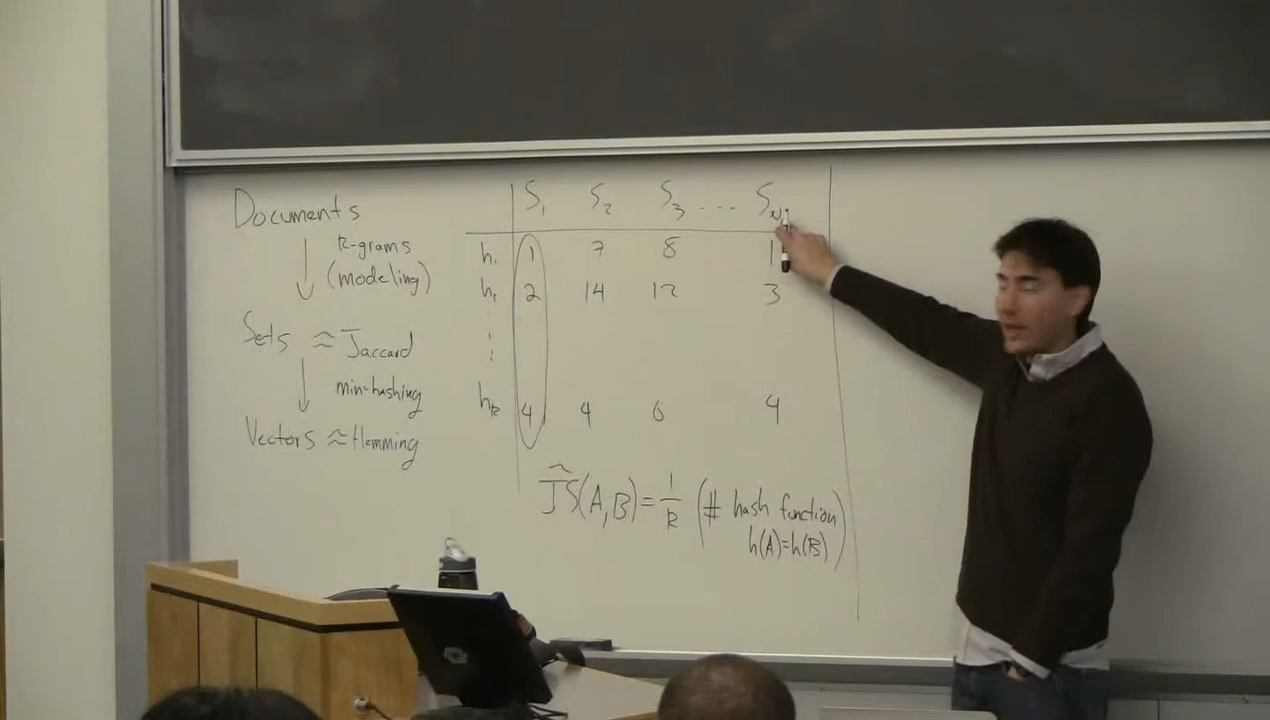 Documents
k-grams
(modeling)
Sets ≈ Jaccard
min-hashing
Vectors ≈ Hamming
S1 S2 S3 ... SN
h1 1 7 8 1
h2 2 14 12 3
⋮
hk 4 4 6 4
J̃S(A,B) = 1/k (# hash function
h(A)=h(B))